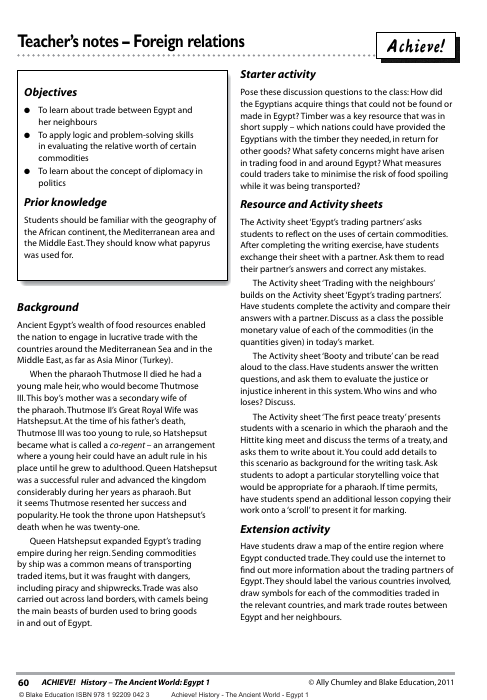 Teacher's notes – Foreign relations
Achieve!
Objectives
● To learn about trade between Egypt and
her neighbours
● To apply logic and problem-solving skills
in evaluating the relative worth of certain
commodities
● To learn about the concept of diplomacy in
politics
Prior knowledge
Students should be familiar with the geography of
the African continent, the Mediterranean area and
the Middle East. They should know what papyrus
was used for.
Background
Ancient Egypt's wealth of food resources enabled
the nation to engage in lucrative trade with the
countries around the Mediterranean Sea and in the
Middle East, as far as Asia Minor (Turkey).
When the pharaoh Thutmose II died he had a
young male heir, who would become Thutmose
III. This boy's mother was a secondary wife of
the pharaoh. Thutmose II's Great Royal Wife was
Hatshepsut. At the time of his father's death,
Thutmose III was too young to rule, so Hatshepsut
became what is called a co-regent – an arrangement
where a young heir could have an adult rule in his
place until he grew to adulthood. Queen Hatshepsut
was a successful ruler and advanced the kingdom
considerably during her years as pharaoh. But
it seems Thutmose resented her success and
popularity. He took the throne upon Hatshepsut's
death when he was twenty-one.
Queen Hatshepsut expanded Egypt's trading
empire during her reign. Sending commodities
by ship was a common means of transporting
traded items, but it was fraught with dangers,
including piracy and shipwrecks. Trade was also
carried out across land borders, with camels being
the main beasts of burden used to bring goods
in and out of Egypt.
Starter activity
Pose these discussion questions to the class: How did
the Egyptians acquire things that could not be found or
made in Egypt? Timber was a key resource that was in
short supply – which nations could have provided the
Egyptians with the timber they needed, in return for
other goods? What safety concerns might have arisen
in trading food in and around Egypt? What measures
could traders take to minimise the risk of food spoiling
while it was being transported?
Resource and Activity sheets
The Activity sheet 'Egypt's trading partners' asks
students to reflect on the uses of certain commodities.
After completing the writing exercise, have students
exchange their sheet with a partner. Ask them to read
their partner's answers and correct any mistakes.
The Activity sheet 'Trading with the neighbours'
builds on the Activity sheet 'Egypt's trading partners'.
Have students complete the activity and compare their
answers with a partner. Discuss as a class the possible
monetary value of each of the commodities (in the
quantities given) in today's market.
The Activity sheet 'Booty and tribute' can be read
aloud to the class. Have students answer the written
questions, and ask them to evaluate the justice or
injustice inherent in this system. Who wins and who
loses? Discuss.
The Activity sheet 'The first peace treaty' presents
students with a scenario in which the pharaoh and the
Hittite king meet and discuss the terms of a treaty, and
asks them to write about it. You could add details to
this scenario as background for the writing task. Ask
students to adopt a particular storytelling voice that
would be appropriate for a pharaoh. If time permits,
have students spend an additional lesson copying their
work onto a 'scroll' to present it for marking.
Extension activity
Have students draw a map of the entire region where
Egypt conducted trade. They could use the internet to
find out more information about the trading partners of
Egypt. They should label the various countries involved,
draw symbols for each of the commodities traded in
the relevant countries, and mark trade routes between
Egypt and her neighbours.
60 ACHIEVE! History – The Ancient World: Egypt 1
© Ally Chumley and Blake Education, 2011
© Blake Education ISBN 978 1 92209 042 3 Achieve! History - The Ancient World - Egypt 1